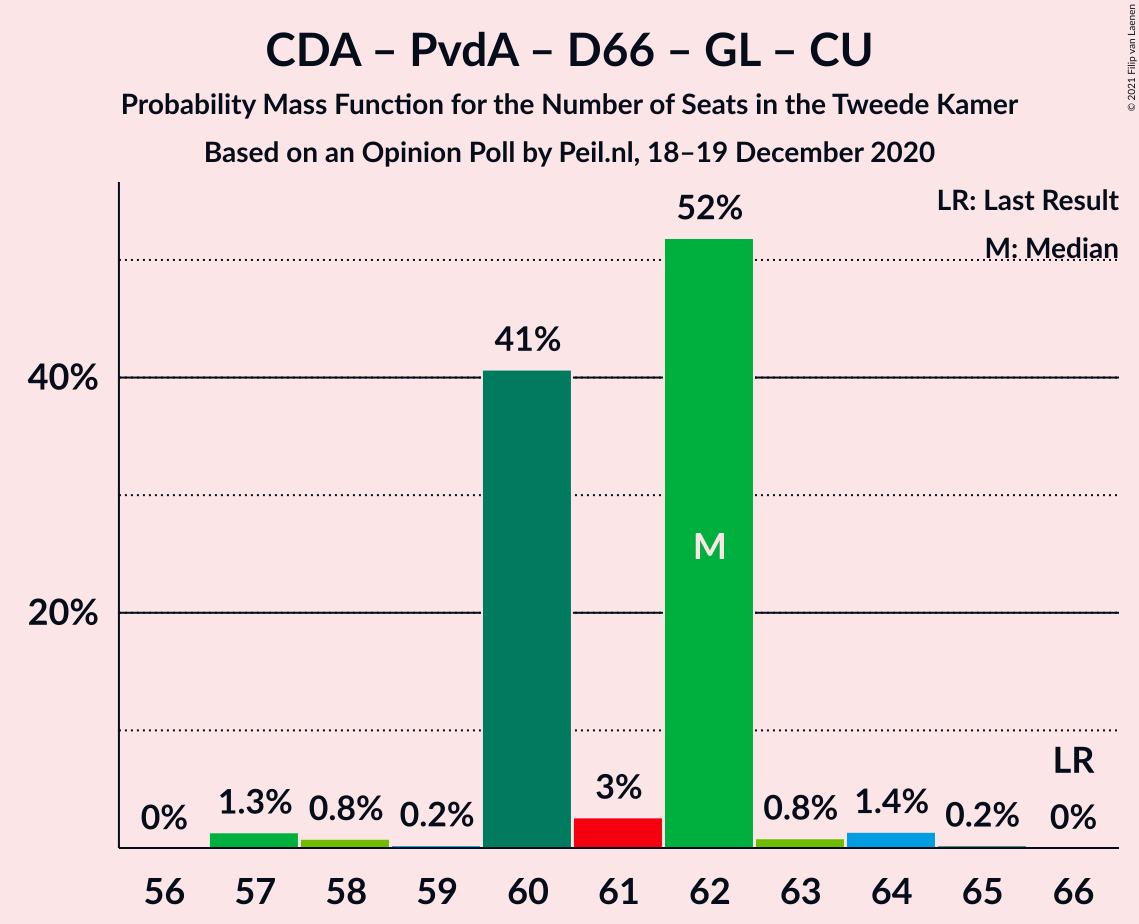 CDA – PvdA – D66 – GL – CU
Probability Mass Function for the Number of Seats in the Tweede Kamer
Based on an Opinion Poll by Peil.nl, 18–19 December 2020
© 2021 Filip van Laenen
LR: Last Result
M: Median
52%
41%
40%
M
20%
LR
3%
1.3%
1.4%
0%
0.8%
0.2%
0.8%
0.2%
0%
56 57 58 59 60 61 62 63 64 65 66